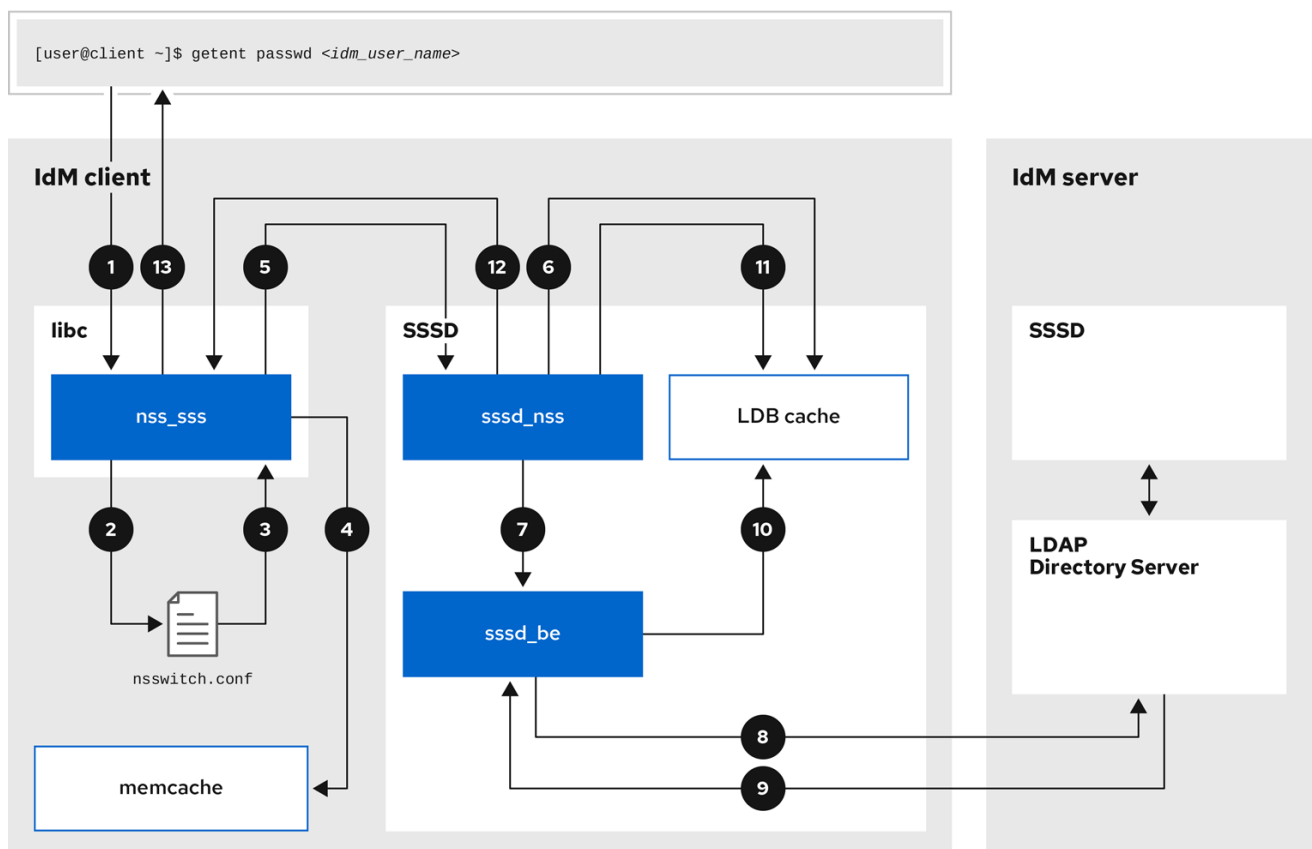 [user@client ~]$ getent passwd <idm_user_name>
IdM client
IdM server
1
13
5
12
6
11
libc
SSSD
SSSD
nss_sss
sssd_nss
LDB cache
2
3
4
7
10
LDAP
Directory Server
sssd_be
nsswitch.conf
8
memcache
9